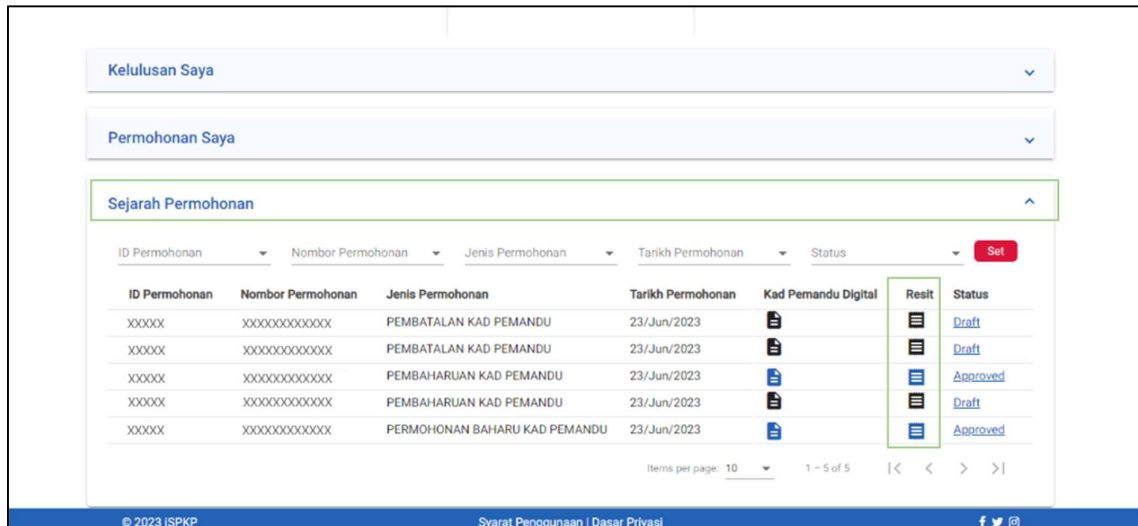 Kelulusan Saya
Permohonan Saya
Sejarah Permohonan
ID Permohonan Nombor Permohonan Jenis Permohonan Tarikh Permohonan Status Set
ID Permohonan Nombor Permohonan Jenis Permohonan Tarikh Permohonan Kad Pemandu Digital Resit Status
XXXXX XXXXXXXXXXXX PEMBATALAN KAD PEMANDU 23/Jun/2023 Draft
XXXXX XXXXXXXXXXXX PEMBATALAN KAD PEMANDU 23/Jun/2023 Draft
XXXXX XXXXXXXXXXXX PEMBAHARUAN KAD PEMANDU 23/Jun/2023 Approved
XXXXX XXXXXXXXXXXX PEMBAHARUAN KAD PEMANDU 23/Jun/2023 Draft
XXXXX XXXXXXXXXXXX PERMOHONAN BAHARU KAD PEMANDU 23/Jun/2023 Approved
Items per page: 10 1 – 5 of 5
© 2023 iSPKP Syarat Penggunaan | Dasar Privasi